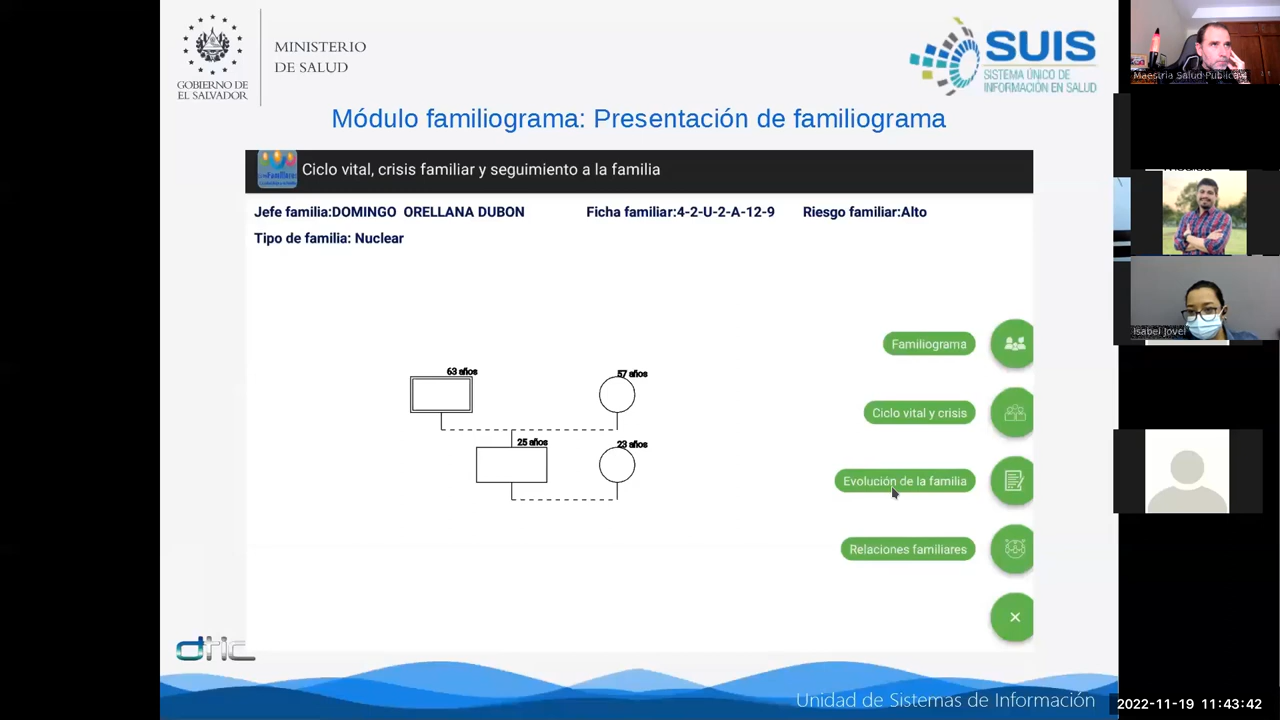 GOBIERNO DE
EL SALVADOR
MINISTERIO
DE SALUD
SUIS
SISTEMA ÚNICO DE
INFORMACIÓN EN SALUD
Módulo familiograma: Presentación de familiograma
Ciclo vital, crisis familiar y seguimiento a la familia
Jefe familia:DOMINGO ORELLANA DUBON
Ficha familiar:4-2-U-2-A-12-9
Riesgo familiar:Alto
Tipo de familia: Nuclear
63 años
57 años
25 años
23 años
Familiograma
Ciclo vital y crisis
Evolución de la familia
Relaciones familiares
dtic
Unidad de Sistemas de Información
Maestria Salud Publica 4
Isabel Jovel
2022-11-19 11:43:42